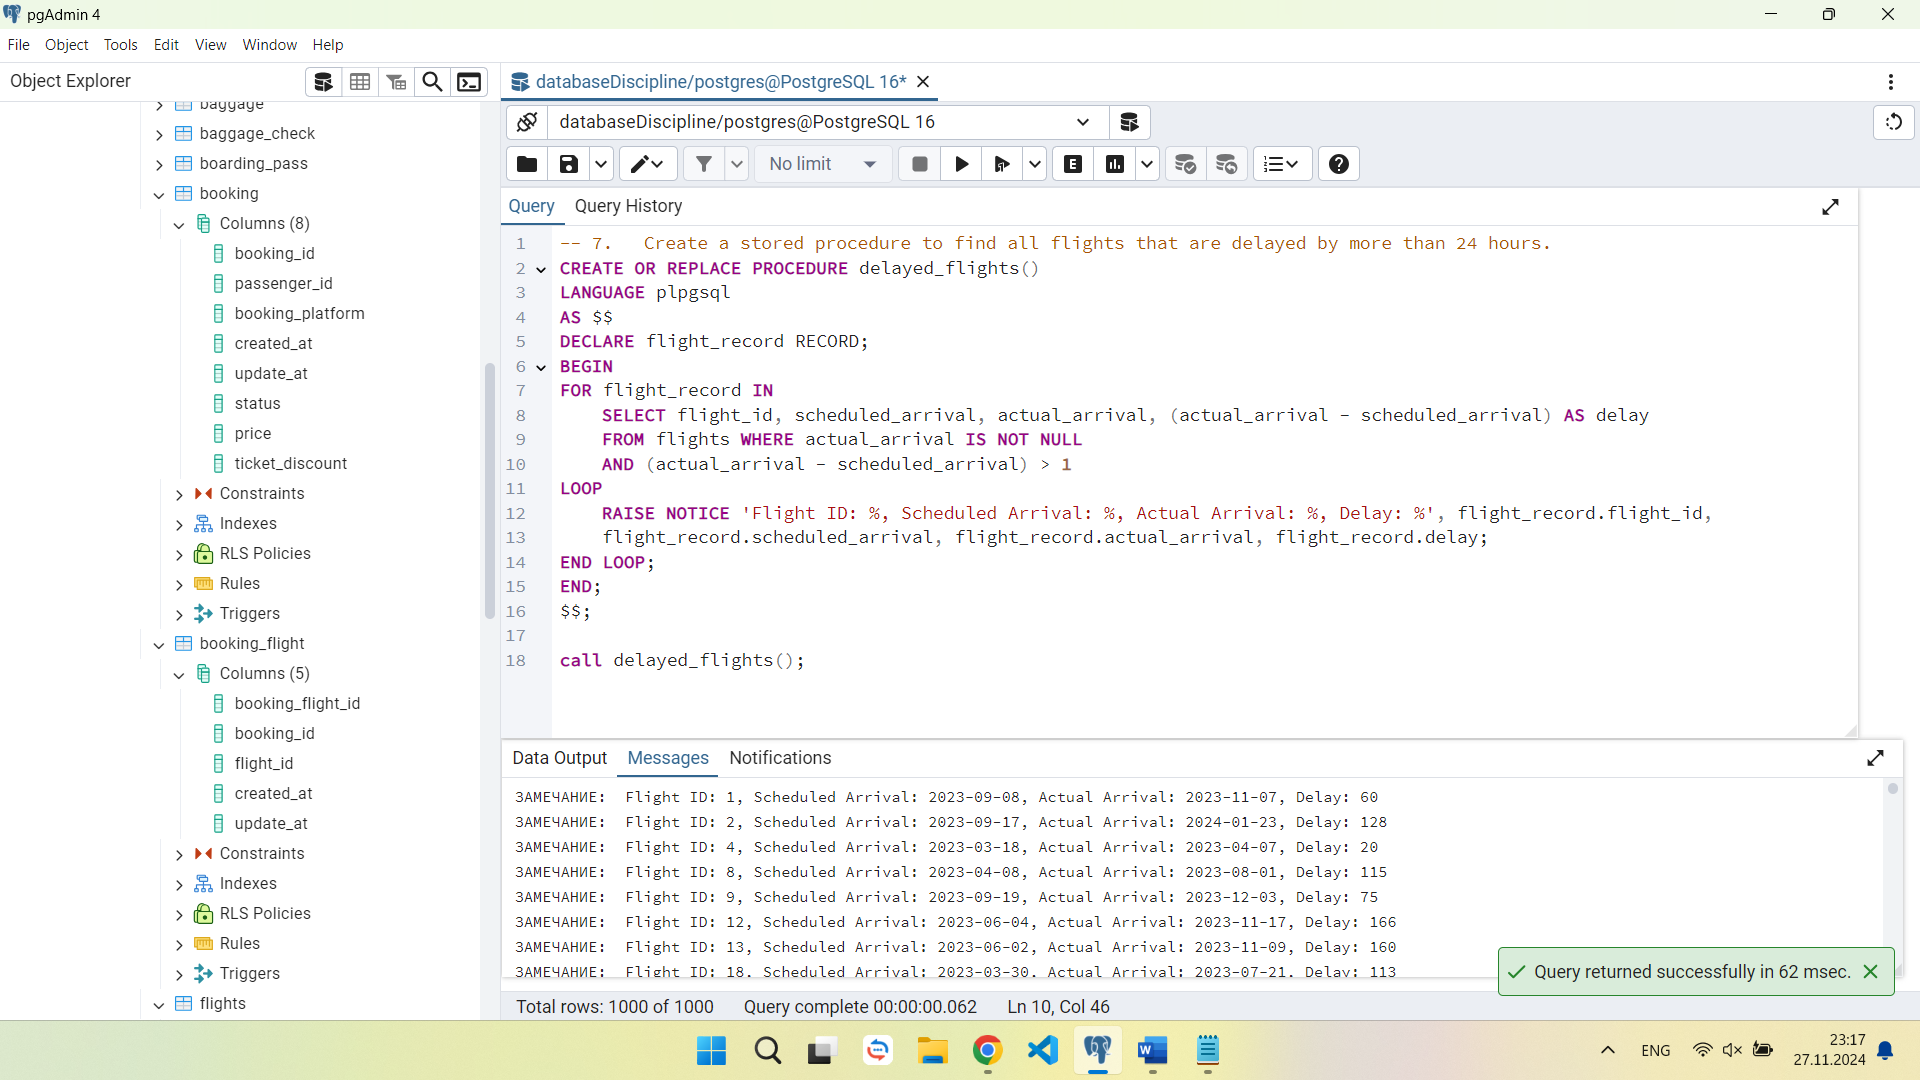 pgAdmin 4
File Object Tools Edit View Window Help
Object Explorer
databaseDiscipline/postgres@PostgreSQL 16*
databaseDiscipline/postgres@PostgreSQL 16
No limit
E
Query Query History
baggage
baggage_check
boarding_pass
booking
Columns (8)
booking_id
passenger_id
booking_platform
created_at
update_at
status
price
ticket_discount
Constraints
Indexes
RLS Policies
Rules
Triggers
booking_flight
Columns (5)
booking_flight_id
booking_id
flight_id
created_at
update_at
Constraints
Indexes
RLS Policies
Rules
Triggers
flights
1 -- 7.   Create a stored procedure to find all flights that are delayed by more than 24 hours.
2 CREATE OR REPLACE PROCEDURE delayed_flights()
3 LANGUAGE plpgsql
4 AS $$
5 DECLARE flight_record RECORD;
6 BEGIN
7 FOR flight_record IN
8     SELECT flight_id, scheduled_arrival, actual_arrival, (actual_arrival - scheduled_arrival) AS delay
9     FROM flights WHERE actual_arrival IS NOT NULL
10     AND (actual_arrival - scheduled_arrival) > 1
11 LOOP
12     RAISE NOTICE 'Flight ID: %, Scheduled Arrival: %, Actual Arrival: %, Delay: %', flight_record.flight_id,
13     flight_record.scheduled_arrival, flight_record.actual_arrival, flight_record.delay;
14 END LOOP;
15 END;
16 $$;
17
18 call delayed_flights();
Data Output Messages Notifications
ЗАМЕЧАНИЕ:  Flight ID: 1, Scheduled Arrival: 2023-09-08, Actual Arrival: 2023-11-07, Delay: 60
ЗАМЕЧАНИЕ:  Flight ID: 2, Scheduled Arrival: 2023-09-17, Actual Arrival: 2024-01-23, Delay: 128
ЗАМЕЧАНИЕ:  Flight ID: 4, Scheduled Arrival: 2023-03-18, Actual Arrival: 2023-04-07, Delay: 20
ЗАМЕЧАНИЕ:  Flight ID: 8, Scheduled Arrival: 2023-04-08, Actual Arrival: 2023-08-01, Delay: 115
ЗАМЕЧАНИЕ:  Flight ID: 9, Scheduled Arrival: 2023-09-19, Actual Arrival: 2023-12-03, Delay: 75
ЗАМЕЧАНИЕ:  Flight ID: 12, Scheduled Arrival: 2023-06-04, Actual Arrival: 2023-11-17, Delay: 166
ЗАМЕЧАНИЕ:  Flight ID: 13, Scheduled Arrival: 2023-06-02, Actual Arrival: 2023-11-09, Delay: 160
ЗАМЕЧАНИЕ:  Flight ID: 18, Scheduled Arrival: 2023-03-30, Actual Arrival: 2023-07-21, Delay: 113
Query returned successfully in 62 msec.
Total rows: 1000 of 1000 Query complete 00:00:00.062 Ln 10, Col 46
ENG
23:17
27.11.2024